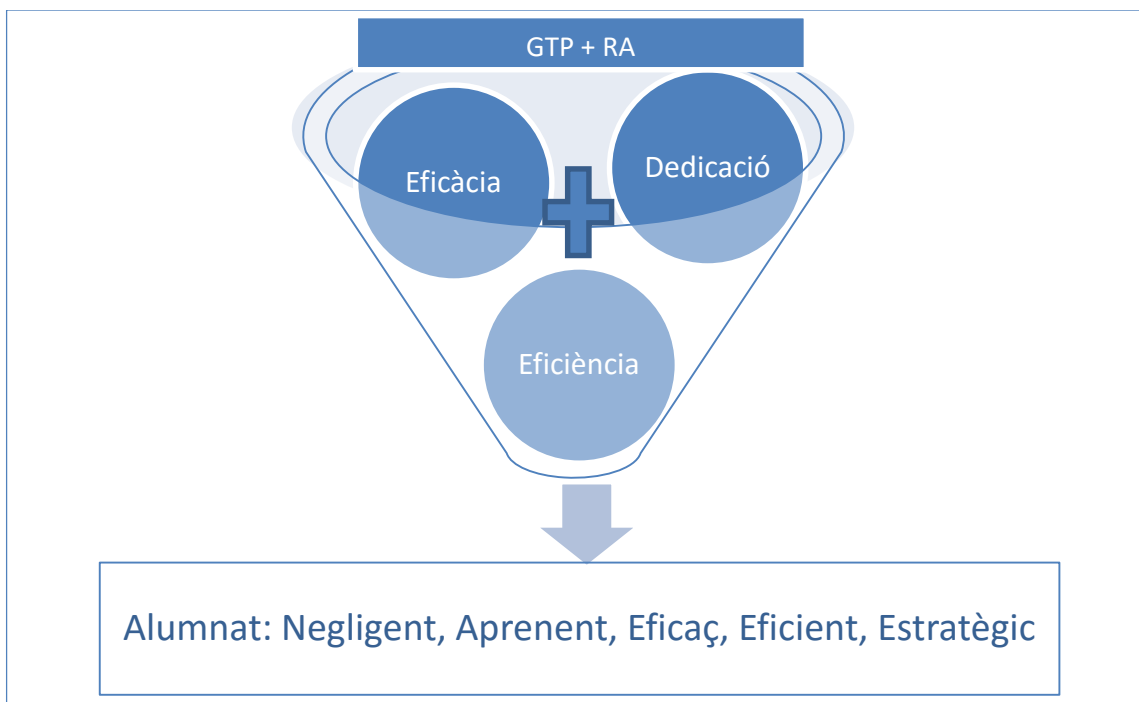 GTP + RA
Eficàcia
Dedicació
Eficiència
Alumnat: Negligent, Aprenent, Eficaç, Eficient, Estratègic